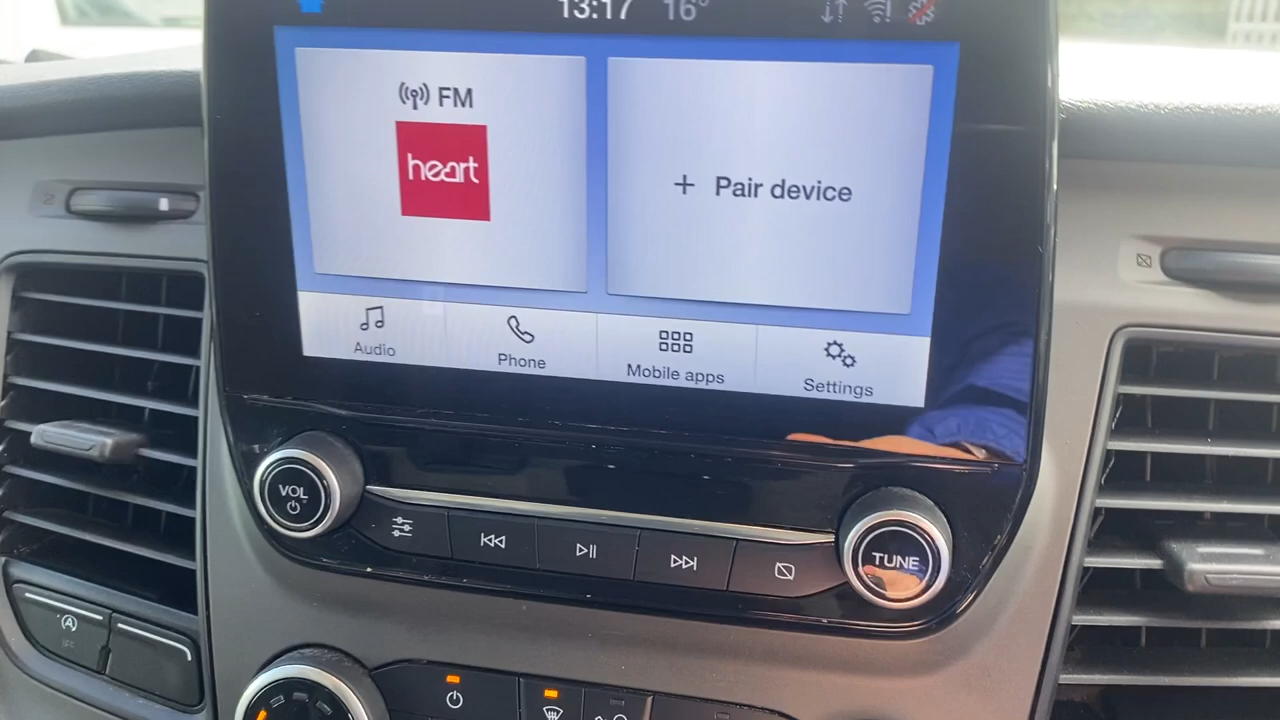 13:17 16°
FM
heart
+ Pair device
Audio
Phone
Mobile apps
Settings
VOL
TUNE